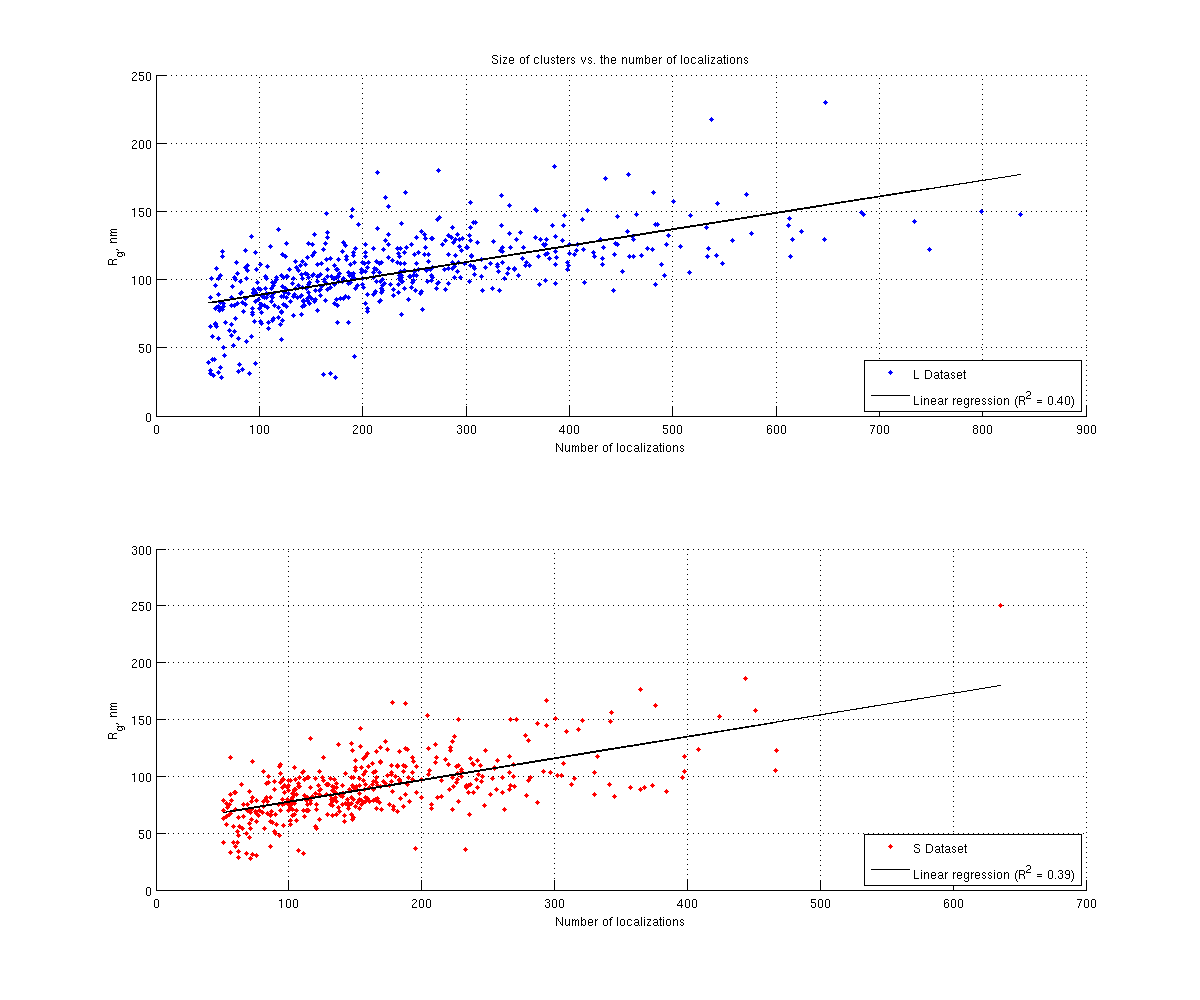 Size of clusters vs. the number of localizations
250
200
150
100
50
0
R_g, nm
0 100 200 300 400 500 600 700 800 900
Number of localizations
L Dataset
Linear regression (R² = 0.40)
300
250
200
150
100
50
0
R_g, nm
0 100 200 300 400 500 600 700
Number of localizations
S Dataset
Linear regression (R² = 0.39)